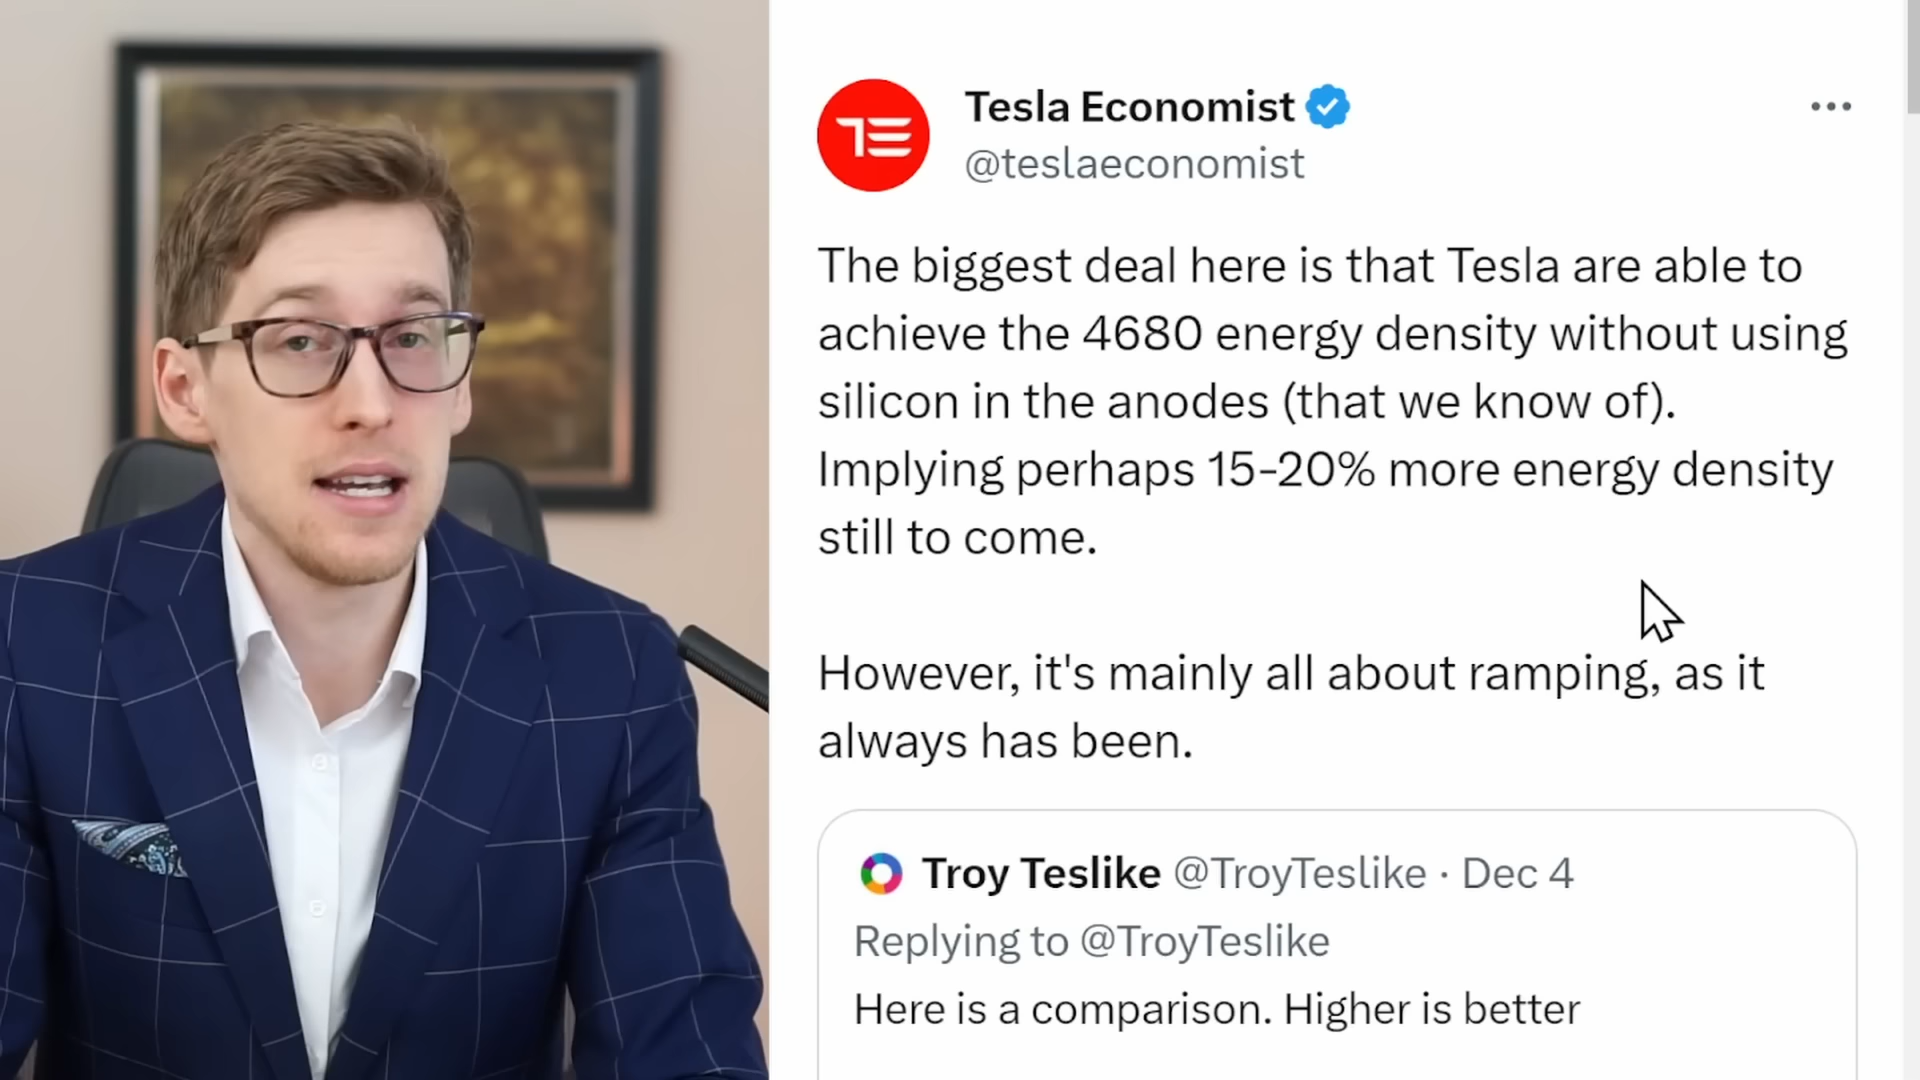 TE
Tesla Economist
@teslaeconomist
The biggest deal here is that Tesla are able to
achieve the 4680 energy density without using
silicon in the anodes (that we know of).
Implying perhaps 15-20% more energy density
still to come.
However, it's mainly all about ramping, as it
always has been.
Troy Teslike @TroyTeslike · Dec 4
Replying to @TroyTeslike
Here is a comparison. Higher is better